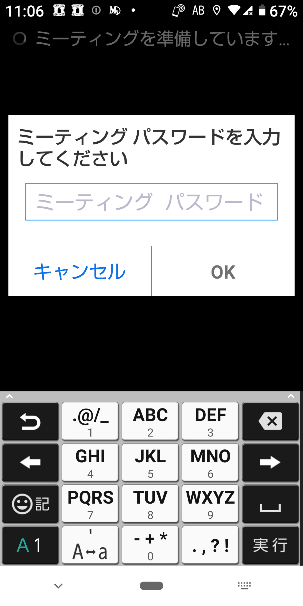 11:06 AB 67%
ミーティングを準備しています...
ミーティング パスワードを入力
してください
ミーティング パスワード
キャンセル OK
.@/_ ABC DEF
1 2 3
GHI JKL MNO
4 5 6
記 PQRS TUV WXYZ
7 8 9
A1 ' A↔a - + * . , ? ! 実行
0